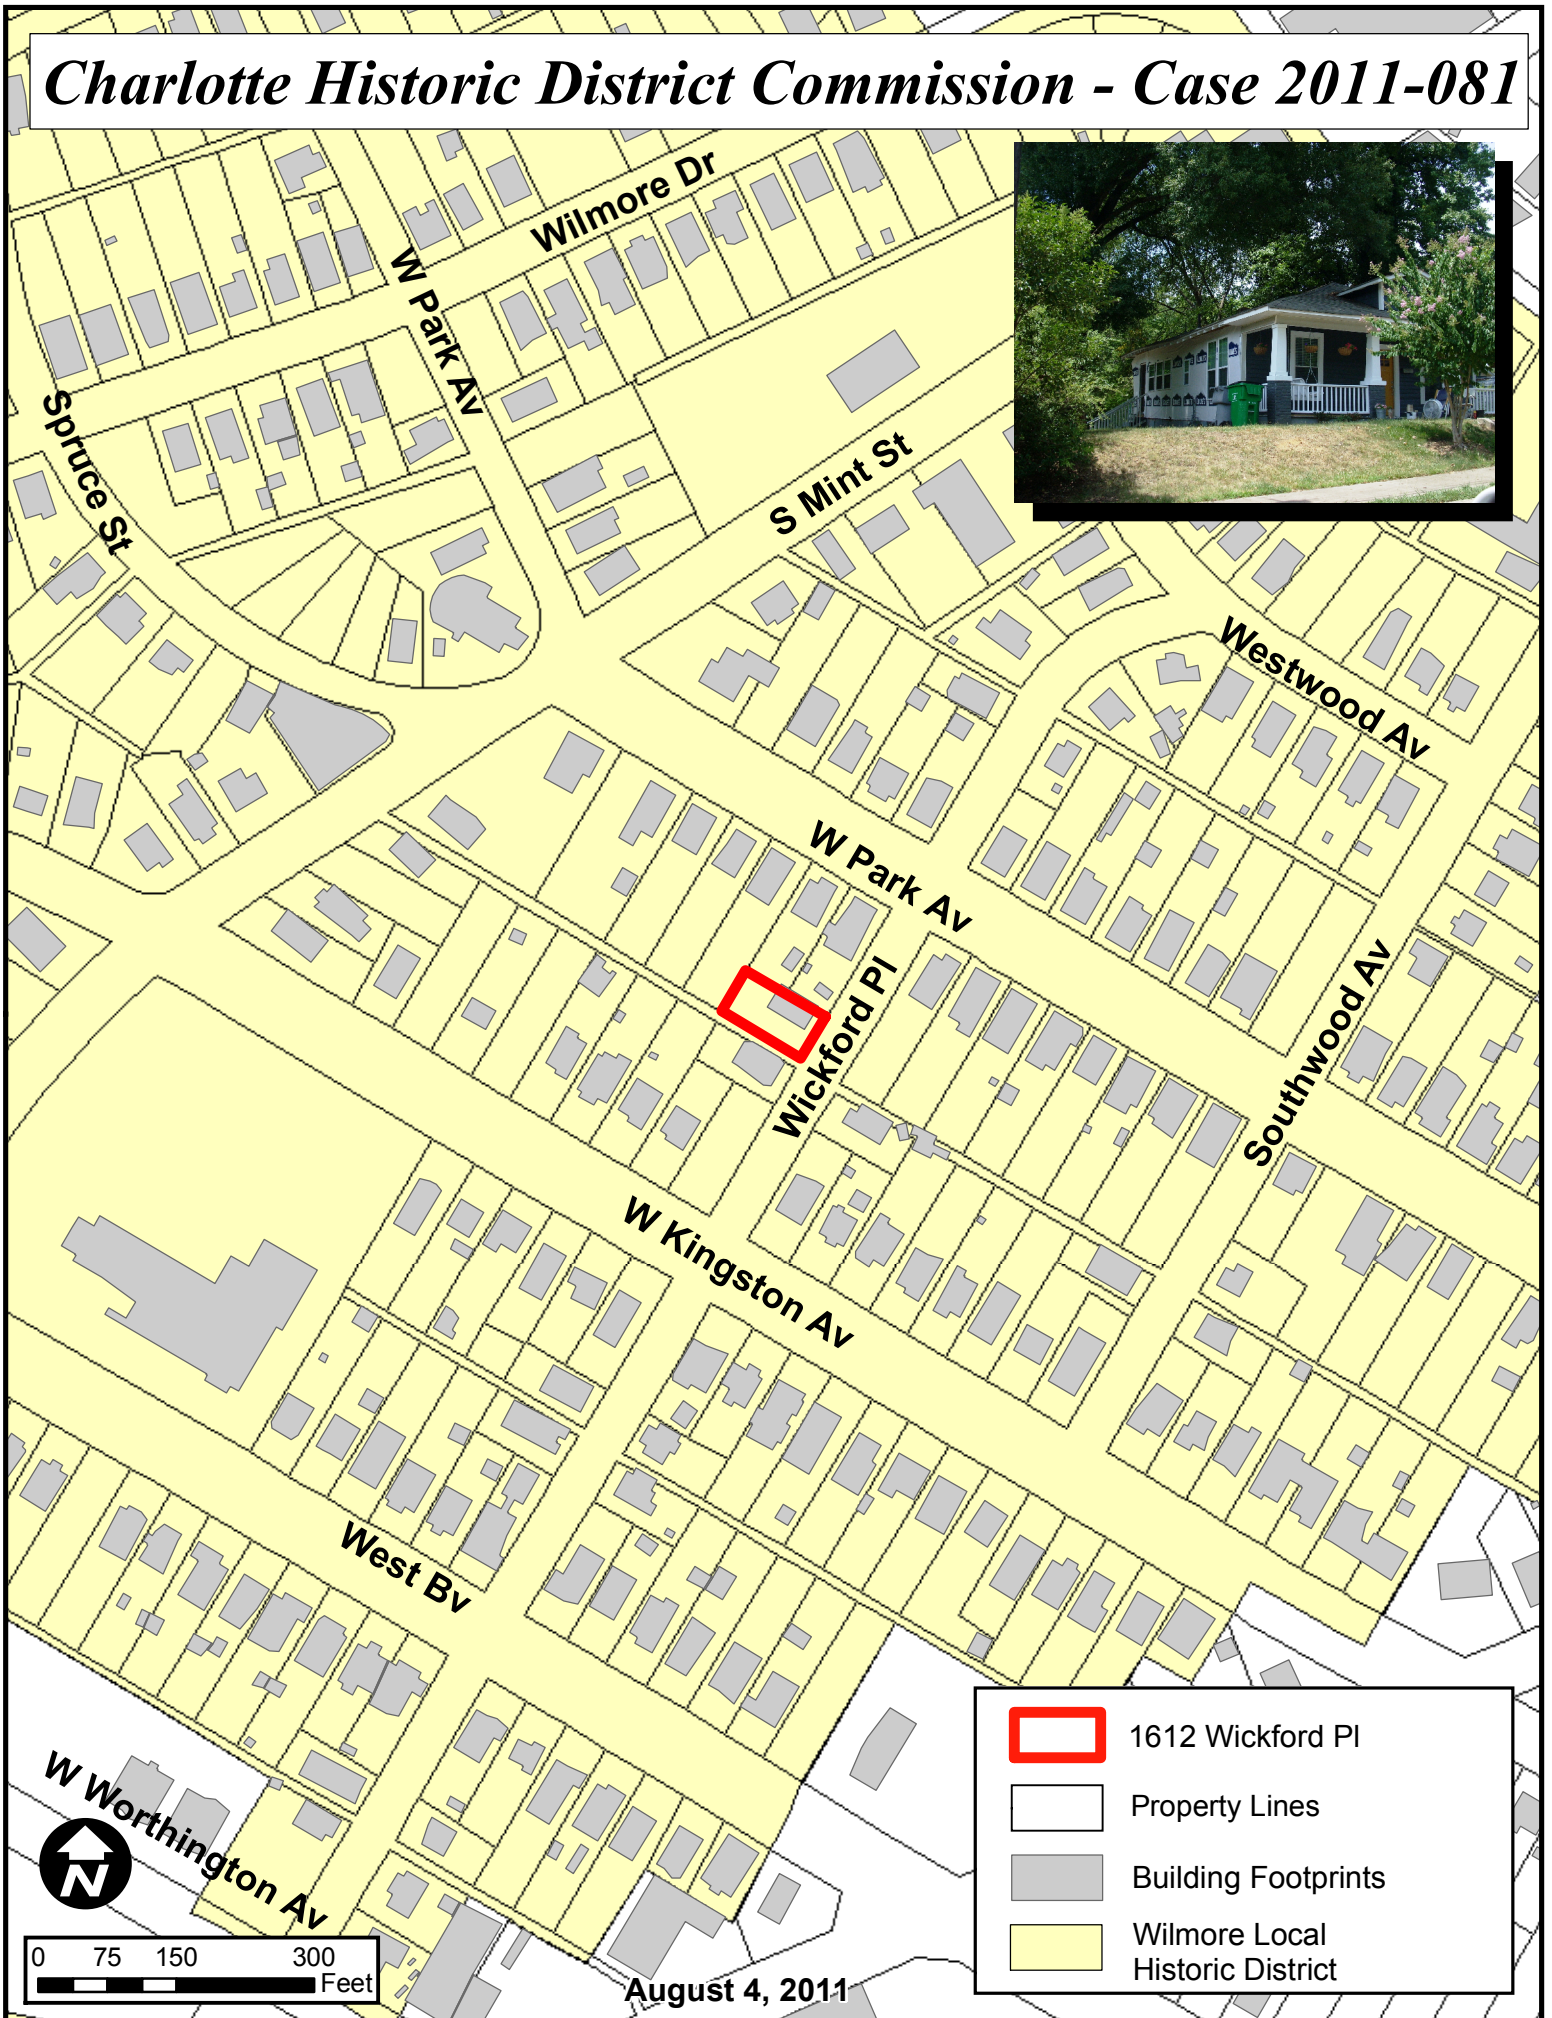 Charlotte Historic District Commission - Case 2011-081
Wilmore Dr
W Park Av
Spruce St
S Mint St
Westwood Av
W Park Av
Wickford Pl
Southwood Av
W Kingston Av
West Bv
W Worthington Av
1612 Wickford Pl
Property Lines
Building Footprints
Wilmore Local
Historic District
N
0 75 150 300
Feet
August 4, 2011